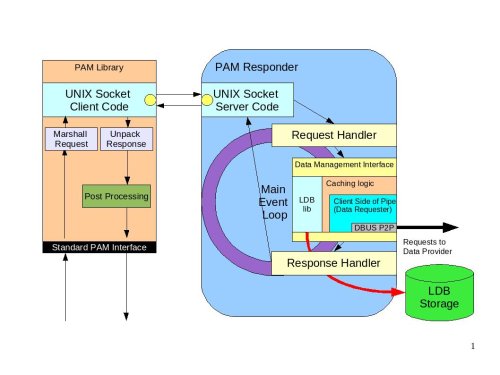 PAM Library
UNIX Socket
Client Code
Marshall
Request
Unpack
Response
Post Processing
Standard PAM Interface
PAM Responder
UNIX Socket
Server Code
Request Handler
Data Management Interface
Main
Event
Loop
LDB
lib
Caching logic
Client Side of Pipe
(Data Requester)
DBUS P2P
Response Handler
Requests to
Data Provider
LDB
Storage
1